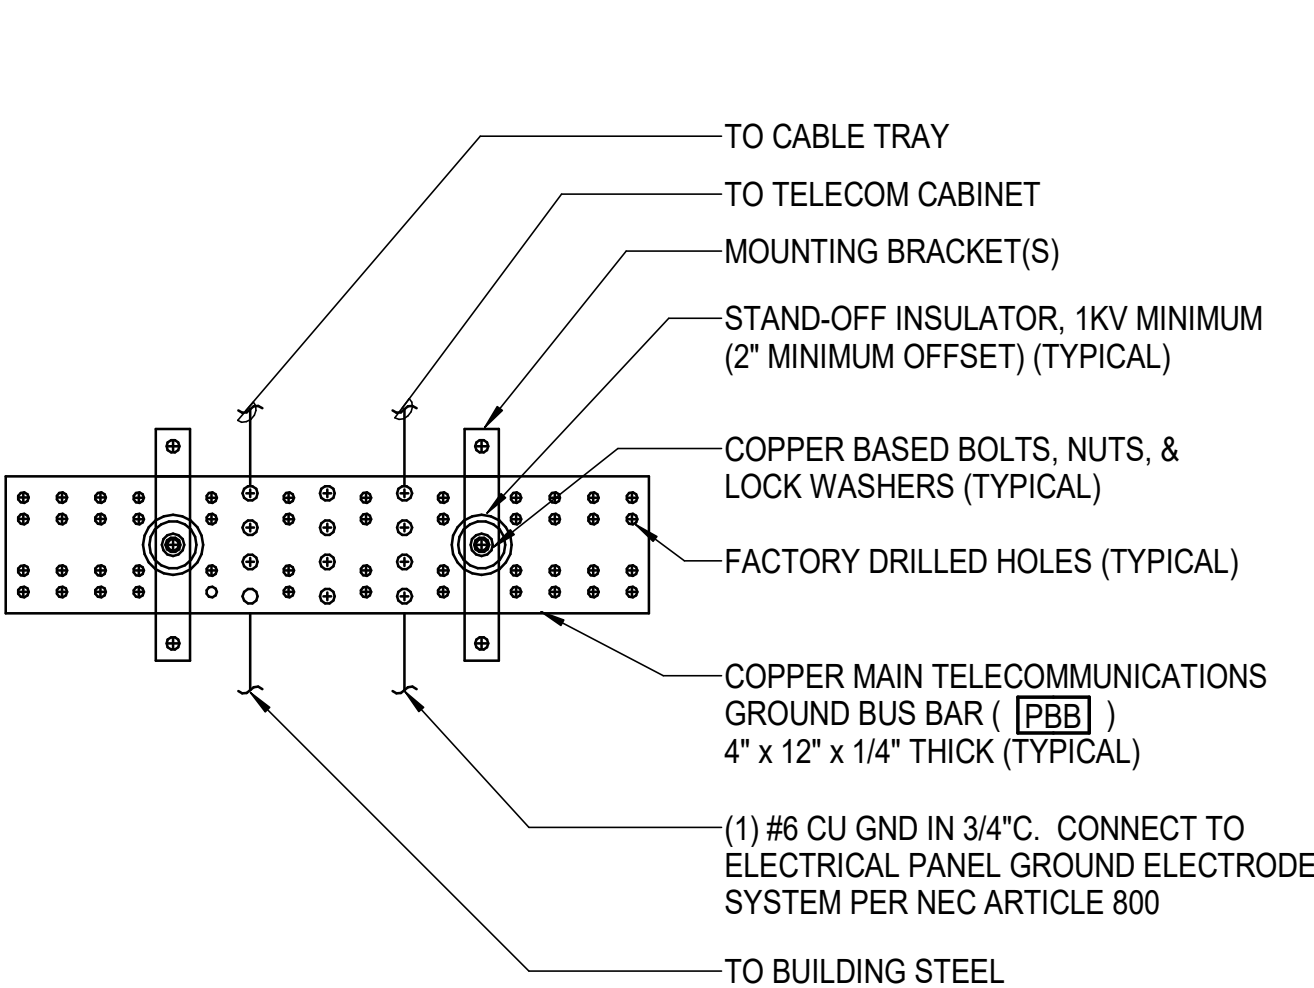 TO CABLE TRAY
TO TELECOM CABINET
MOUNTING BRACKET(S)
STAND-OFF INSULATOR, 1KV MINIMUM
(2" MINIMUM OFFSET) (TYPICAL)
COPPER BASED BOLTS, NUTS, &
LOCK WASHERS (TYPICAL)
FACTORY DRILLED HOLES (TYPICAL)
COPPER MAIN TELECOMMUNICATIONS
GROUND BUS BAR ( PBB )
4" x 12" x 1/4" THICK (TYPICAL)
(1) #6 CU GND IN 3/4"C. CONNECT TO
ELECTRICAL PANEL GROUND ELECTRODE
SYSTEM PER NEC ARTICLE 800
TO BUILDING STEEL